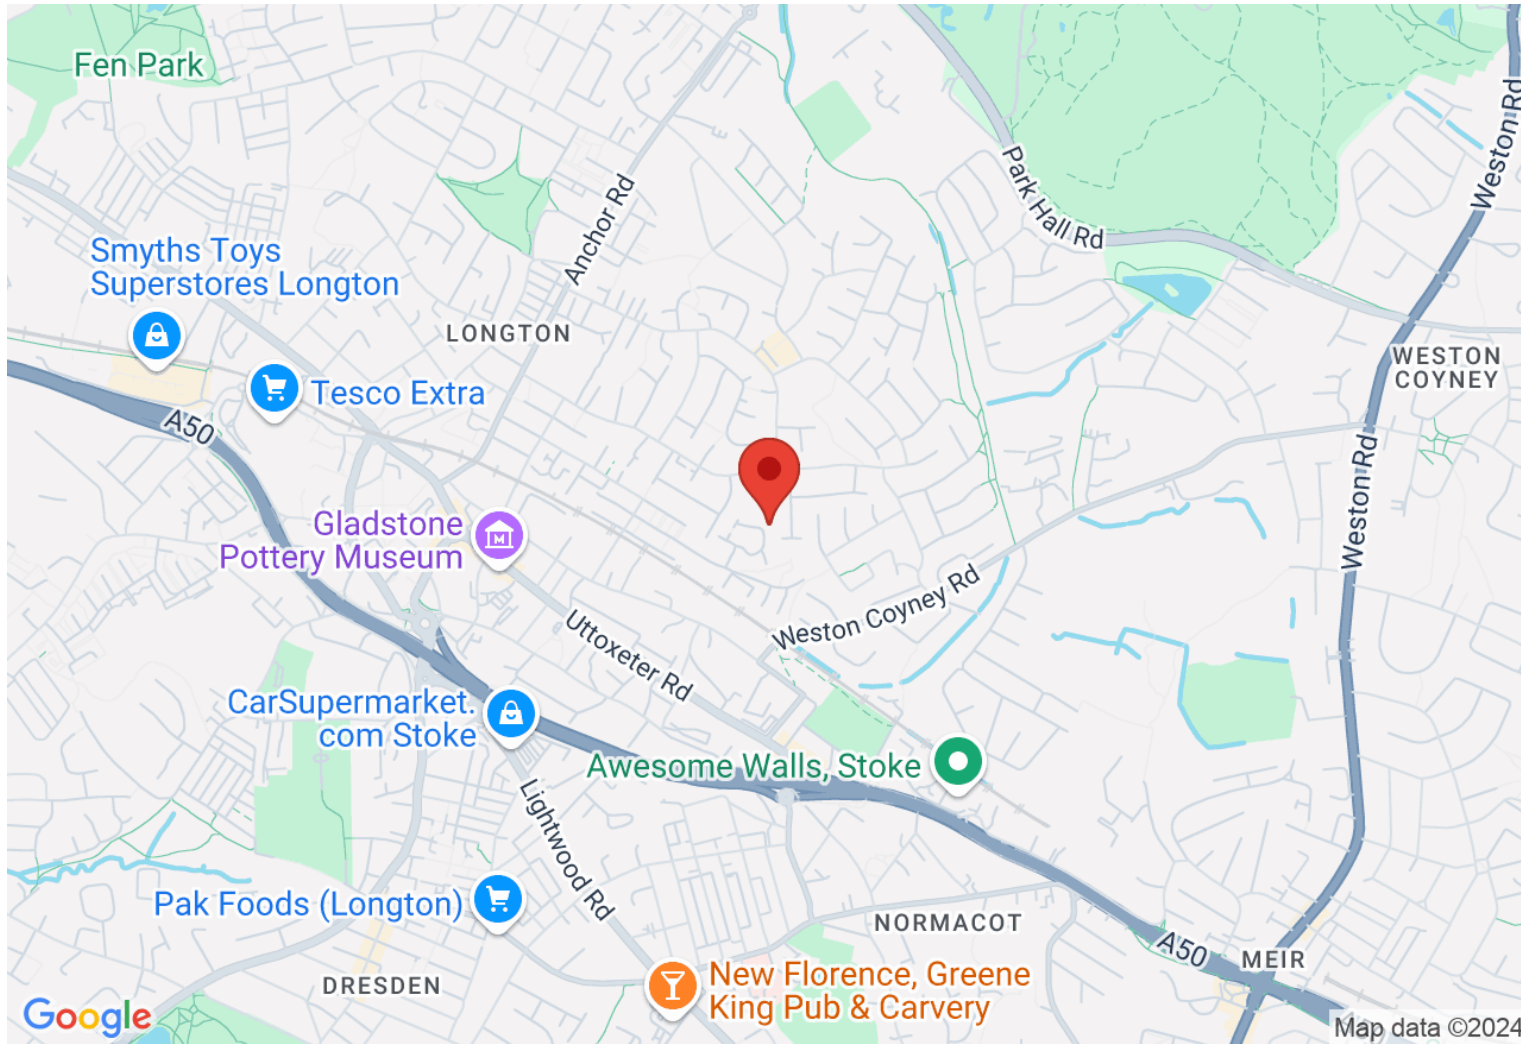 Fen Park
Weston Rd
Park Hall Rd
Anchor Rd
Smyths Toys
Superstores Longton
LONGTON
WESTON
COYNEY
Tesco Extra
A50
Weston Rd
Gladstone
Pottery Museum
M
Weston Coyney Rd
Uttoxeter Rd
CarSupermarket.
com Stoke
Awesome Walls, Stoke
Lightwood Rd
Pak Foods (Longton)
NORMACOT
A50
MEIR
DRESDEN
New Florence, Greene
King Pub & Carvery
Google
Map data ©2024